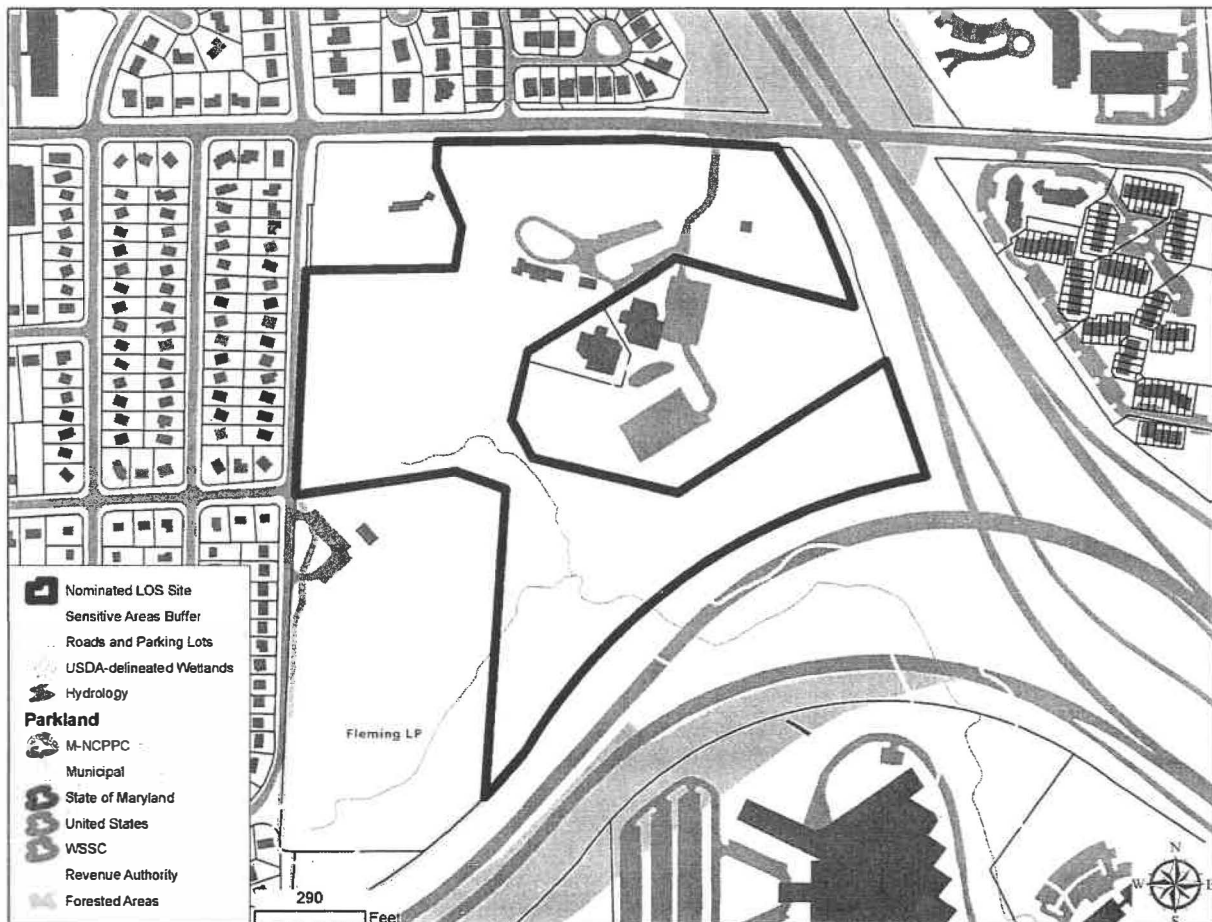 Nominated LOS Site
Sensitive Areas Buffer
Roads and Parking Lots
USDA-delineated Wetlands
Hydrology
Parkland
M-NCPPC
Municipal
State of Maryland
United States
WSSC
Revenue Authority
Forested Areas
Fleming LP
290
Feet
N
W
E
S